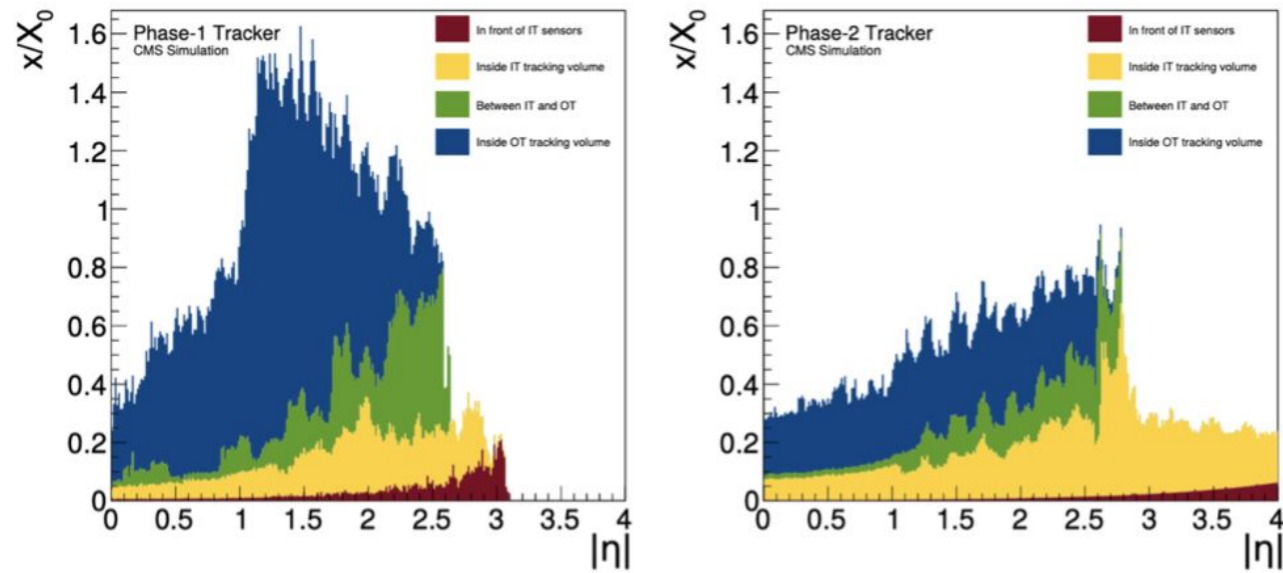 x/X₀
1.6
1.4
1.2
1
0.8
0.6
0.4
0.2
0
Phase-1 Tracker
CMS Simulation
In front of IT sensors
Inside IT tracking volume
Between IT and OT
Inside OT tracking volume
0 0.5 1 1.5 2 2.5 3 3.5 4
|η|
x/X₀
1.6
1.4
1.2
1
0.8
0.6
0.4
0.2
0
Phase-2 Tracker
CMS Simulation
In front of IT sensors
Inside IT tracking volume
Between IT and OT
Inside OT tracking volume
0 0.5 1 1.5 2 2.5 3 3.5 4
|η|